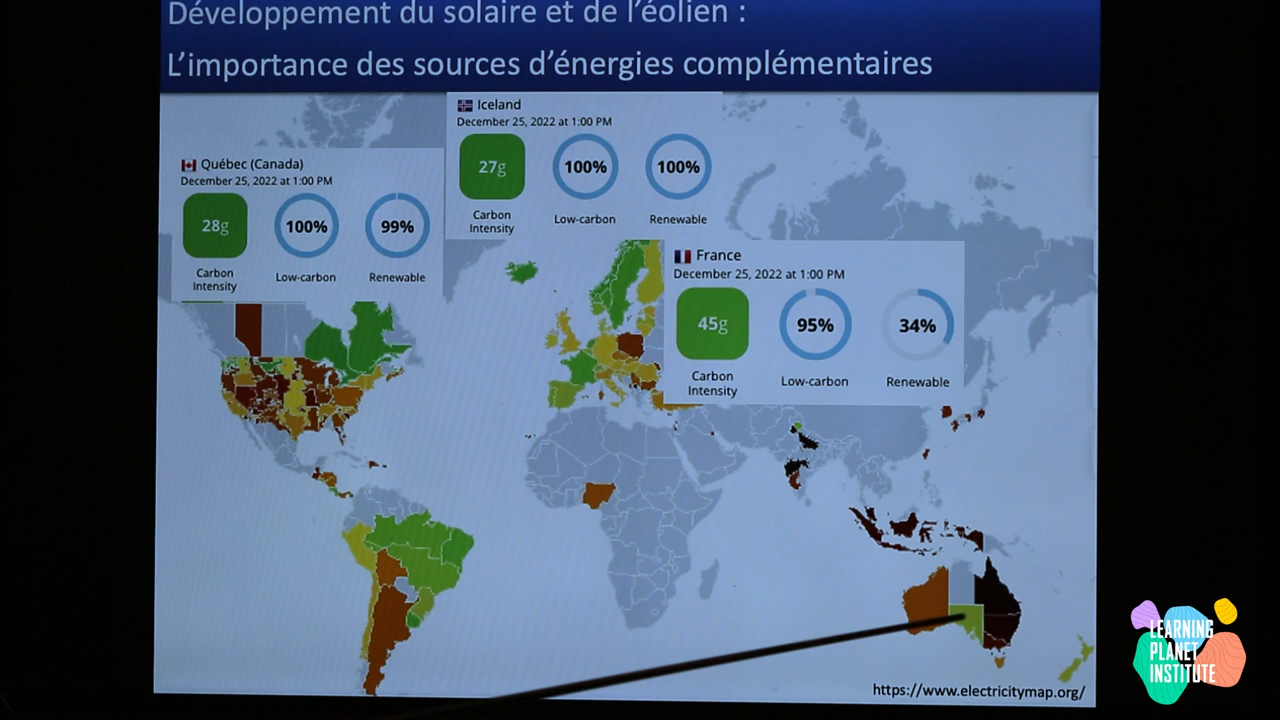 Développement du solaire et de l'éolien :
L'importance des sources d'énergies complémentaires
Iceland
December 25, 2022 at 1:00 PM
27g
100%
100%
Carbon
Intensity
Low-carbon
Renewable
Québec (Canada)
December 25, 2022 at 1:00 PM
28g
100%
99%
Carbon
Intensity
Low-carbon
Renewable
France
December 25, 2022 at 1:00 PM
45g
95%
34%
Carbon
Intensity
Low-carbon
Renewable
https://www.electricitymap.org/
LEARNING
PLANET
INSTITUTE